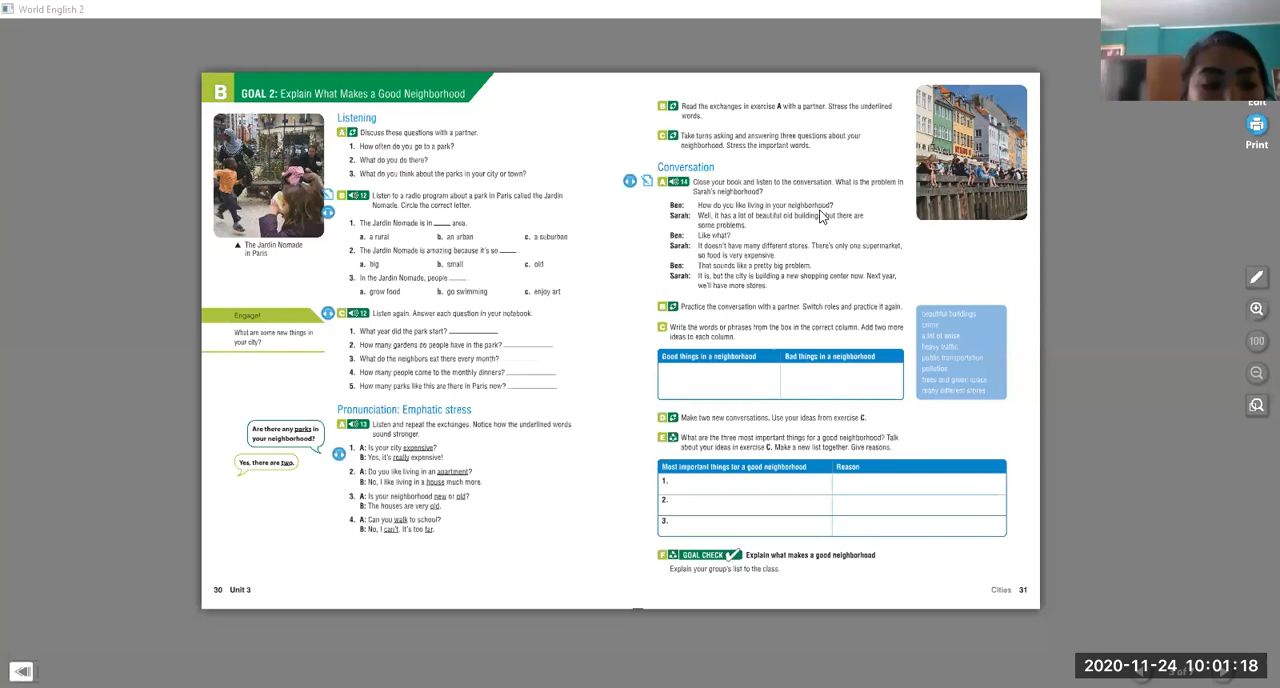 World English 2
B GOAL 2: Explain What Makes a Good Neighborhood
▲ The Jardin Nomade
in Paris
Listening
A Discuss these questions with a partner.
1. How often do you go to a park?
2. What do you do there?
3. What do you think about the parks in your city or town?
B 12 Listen to a radio program about a park in Paris called the Jardin
Nomade. Circle the correct letter.
1. The Jardin Nomade is in ____ area.
a. a rural b. an urban c. a suburban
2. The Jardin Nomade is amazing because it's so ____
a. big b. small c. old
3. In the Jardin Nomade, people ____
a. grow food b. go swimming c. enjoy art
Engage!
What are some new things in
your city?
C 12 Listen again. Answer each question in your notebook.
1. What year did the park start? ____
2. How many gardens do people have in the park? ____
3. What do the neighbors eat there every month?
4. How many people come to the monthly dinners? ____
5. How many parks like this are there in Paris now? ____
Pronunciation: Emphatic stress
A 13 Listen and repeat the exchanges. Notice how the underlined words
sound stronger.
Are there any parks in
your neighborhood?
Yes, there are two.
1. A: Is your city expensive?
B: Yes, it's really expensive!
2. A: Do you like living in an apartment?
B: No, I like living in a house much more.
3. A: Is your neighborhood new or old?
B: The houses are very old.
4. A: Can you walk to school?
B: No, I can't. It's too far.
30 Unit 3
B Read the exchanges in exercise A with a partner. Stress the underlined
words.
C Take turns asking and answering three questions about your
neighborhood. Stress the important words.
Conversation
A 14 Close your book and listen to the conversation. What is the problem in
Sarah's neighborhood?
Ben: How do you like living in your neighborhood?
Sarah: Well, it has a lot of beautiful old buildings, but there are
some problems.
Ben: Like what?
Sarah: It doesn't have many different stores. There's only one supermarket,
so food is very expensive.
Ben: That sounds like a pretty big problem.
Sarah: It is, but the city is building a new shopping center now. Next year,
we'll have more stores.
B Practice the conversation with a partner. Switch roles and practice it again.
C Write the words or phrases from the box in the correct column. Add two more
ideas to each column.
Good things in a neighborhood Bad things in a neighborhood
beautiful buildings
crime
a lot of noise
heavy traffic
public transportation
pollution
trees and green space
many different stores
D Make two new conversations. Use your ideas from exercise C.
E What are the three most important things for a good neighborhood? Talk
about your ideas in exercise C. Make a new list together. Give reasons.
Most important things for a good neighborhood Reason
1.
2.
3.
F GOAL CHECK Explain what makes a good neighborhood
Explain your group's list to the class.
Cities 31
Edit
Print
100
2020-11-24 10:01:18